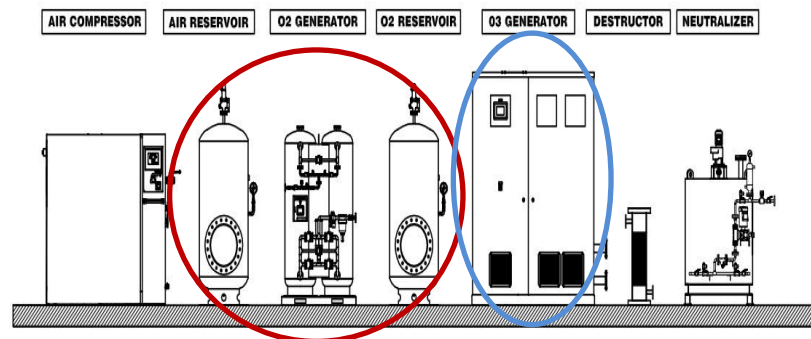 AIR COMPRESSOR
AIR RESERVOIR
O2 GENERATOR
O2 RESERVOIR
O3 GENERATOR
DESTRUCTOR
NEUTRALIZER